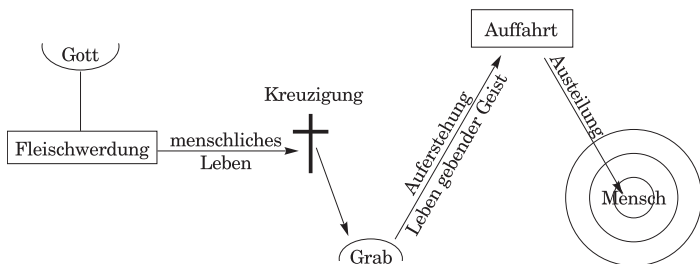 Gott
Fleischwerdung
menschliches
Leben
Kreuzigung
Grab
Auferstehung
Leben gebender Geist
Auffahrt
Austeilung
Mensch